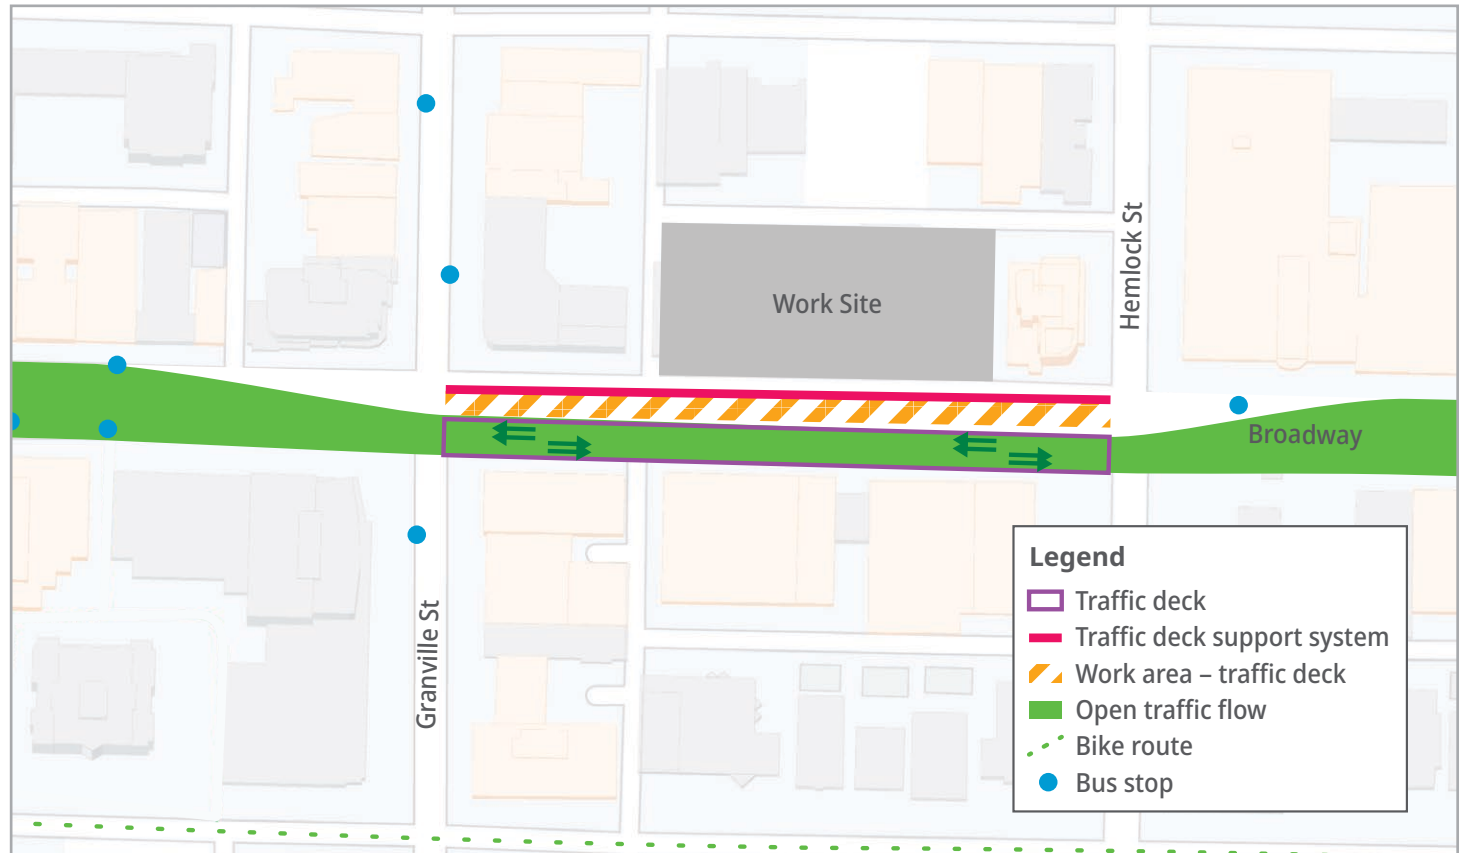 Hemlock St
Work Site
Broadway
Granville St
Legend
Traffic deck
Traffic deck support system
Work area – traffic deck
Open traffic flow
Bike route
Bus stop